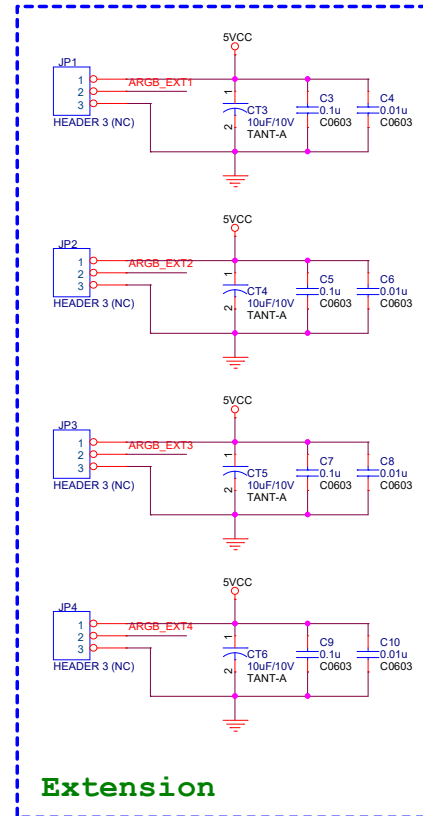 5VCC
JP1
1
2
3
ARGB_EXT1
HEADER 3 (NC)
1
2
CT3
10uF/10V
TANT-A
C3
0.1u
C0603
C4
0.01u
C0603
5VCC
JP2
1
2
3
ARGB_EXT2
HEADER 3 (NC)
1
2
CT4
10uF/10V
TANT-A
C5
0.1u
C0603
C6
0.01u
C0603
5VCC
JP3
1
2
3
ARGB_EXT3
HEADER 3 (NC)
1
2
CT5
10uF/10V
TANT-A
C7
0.1u
C0603
C8
0.01u
C0603
5VCC
JP4
1
2
3
ARGB_EXT4
HEADER 3 (NC)
1
2
CT6
10uF/10V
TANT-A
C9
0.1u
C0603
C10
0.01u
C0603
Extension